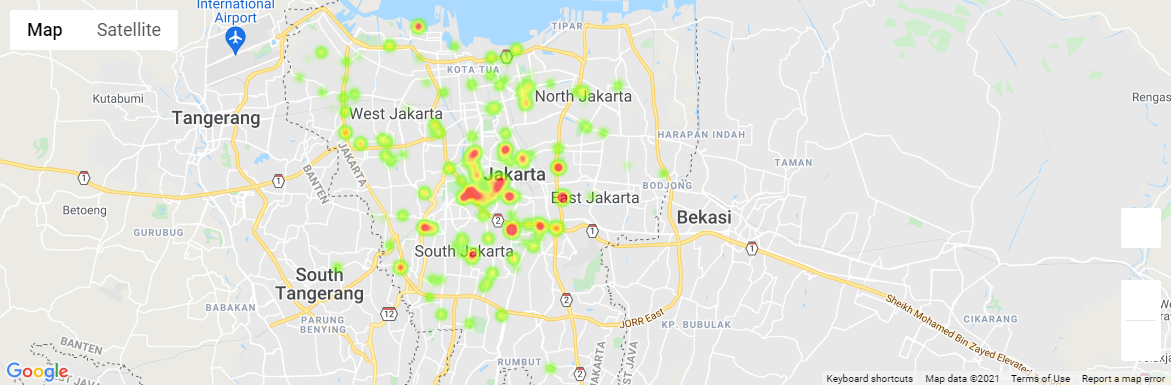 International
Airport
Map
Satellite
TIPAR
KOTA TUA
1
Kutabumi
Tangerang
West Jakarta
North Jakarta
Rengas
HARAPAN INDAH
TAMAN
JAKARTA
BANTEN
1
1
Jakarta
BODJONG
East Jakarta
Betoeng
Bekasi
GURUBUG
2
1
1
South Jakarta
South
Tangerang
BABAKAN
12
2
PARUNG
BENYING
JORR East
KP. BUBULAK
Sheikh Mohamed Bin Zayed Elevated
CIKARANG
BANTEN
JAKARTA
RUMBUT
2
Google
Keyboard shortcuts
Map data ©2021
Terms of Use
Report a map error